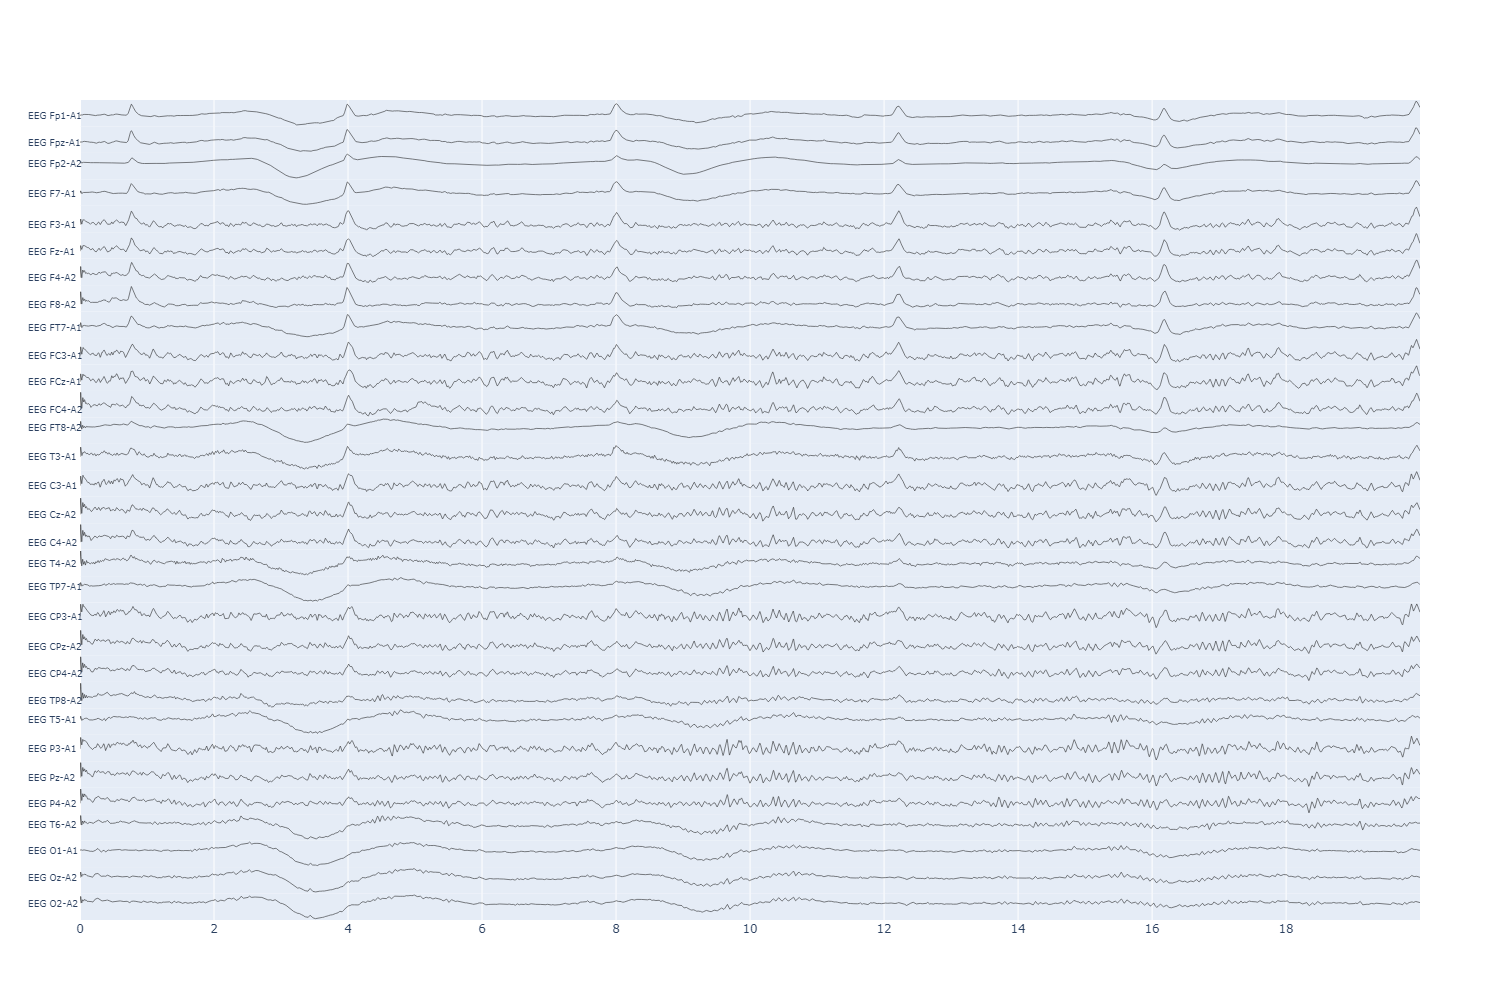 EEG Fp1-A1
EEG Fpz-A1
EEG Fp2-A2
EEG F7-A1
EEG F3-A1
EEG Fz-A1
EEG F4-A2
EEG F8-A2
EEG FT7-A1
EEG FC3-A1
EEG FCz-A1
EEG FC4-A2
EEG FT8-A2
EEG T3-A1
EEG C3-A1
EEG Cz-A2
EEG C4-A2
EEG T4-A2
EEG TP7-A1
EEG CP3-A1
EEG CPz-A2
EEG CP4-A2
EEG TP8-A2
EEG T5-A1
EEG P3-A1
EEG Pz-A2
EEG P4-A2
EEG T6-A2
EEG O1-A1
EEG Oz-A2
EEG O2-A2
0 2 4 6 8 10 12 14 16 18